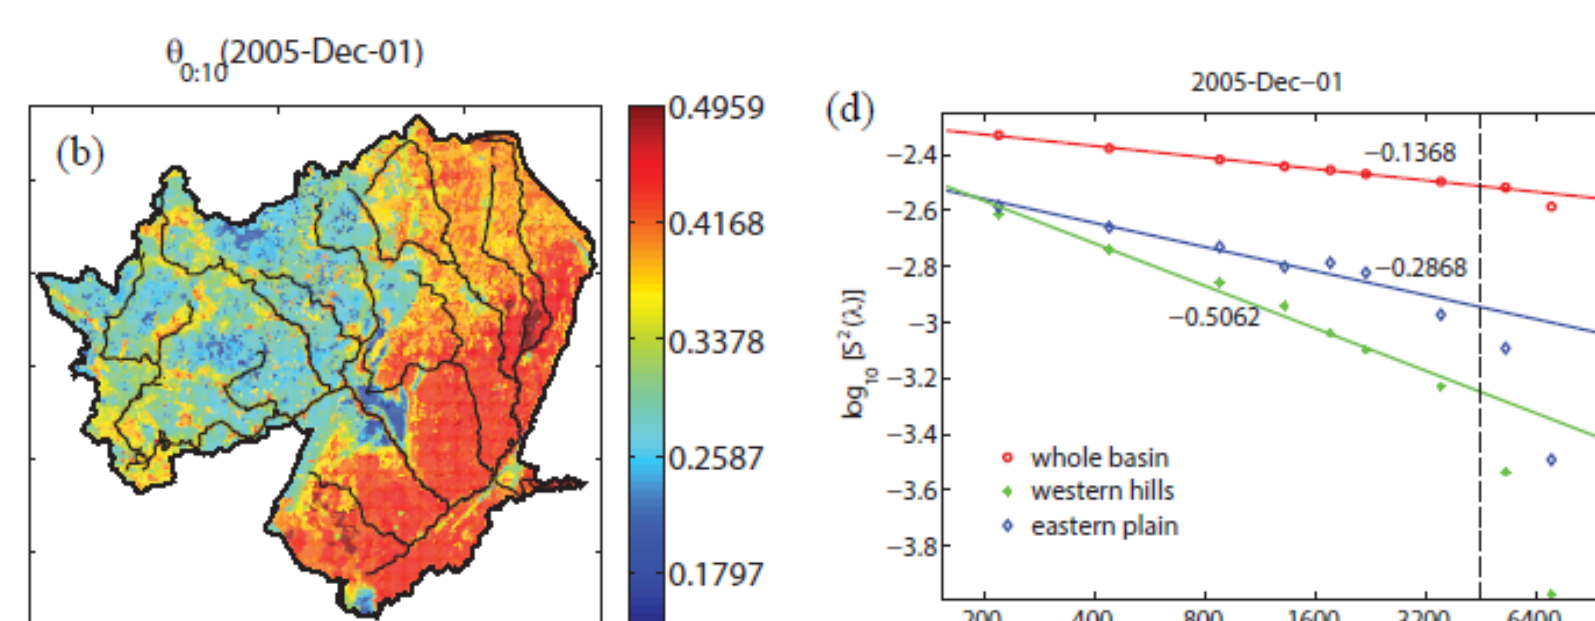 θ0:10(2005-Dec-01)
(b)
0.4959
0.4168
0.3378
0.2587
0.1797
2005-Dec−01
(d)
−2.4
−2.6
−2.8
−3
−3.2
−3.4
−3.6
−3.8
log10 [S2(λ)]
−0.1368
−0.2868
−0.5062
whole basin
western hills
eastern plain
200 400 800 1600 3200 6400